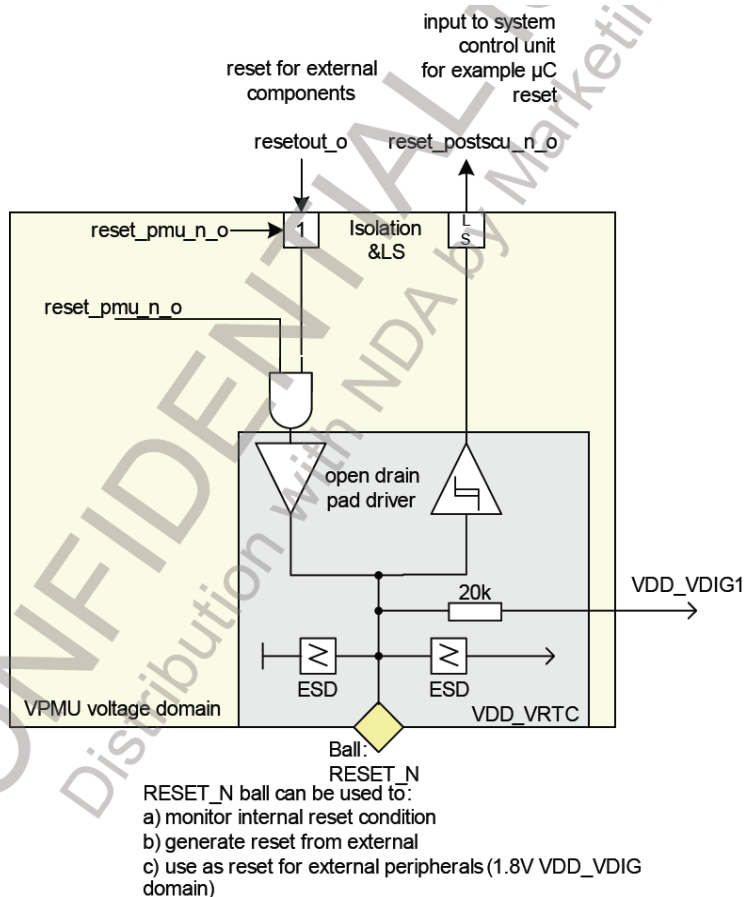 input to system
control unit
for example µC
reset
reset for external
components
resetout_o
reset_postscu_n_o
reset_pmu_n_o
1
Isolation
&LS
L
S
reset_pmu_n_o
open drain
pad driver
20k
VDD_VDIG1
ESD
ESD
VPMU voltage domain
VDD_VRTC
Ball:
RESET_N
RESET_N ball can be used to:
a) monitor internal reset condition
b) generate reset from external
c) use as reset for external peripherals (1.8V VDD_VDIG
domain)
ONFIDENTIAL
Distribution with NDA by Marketi